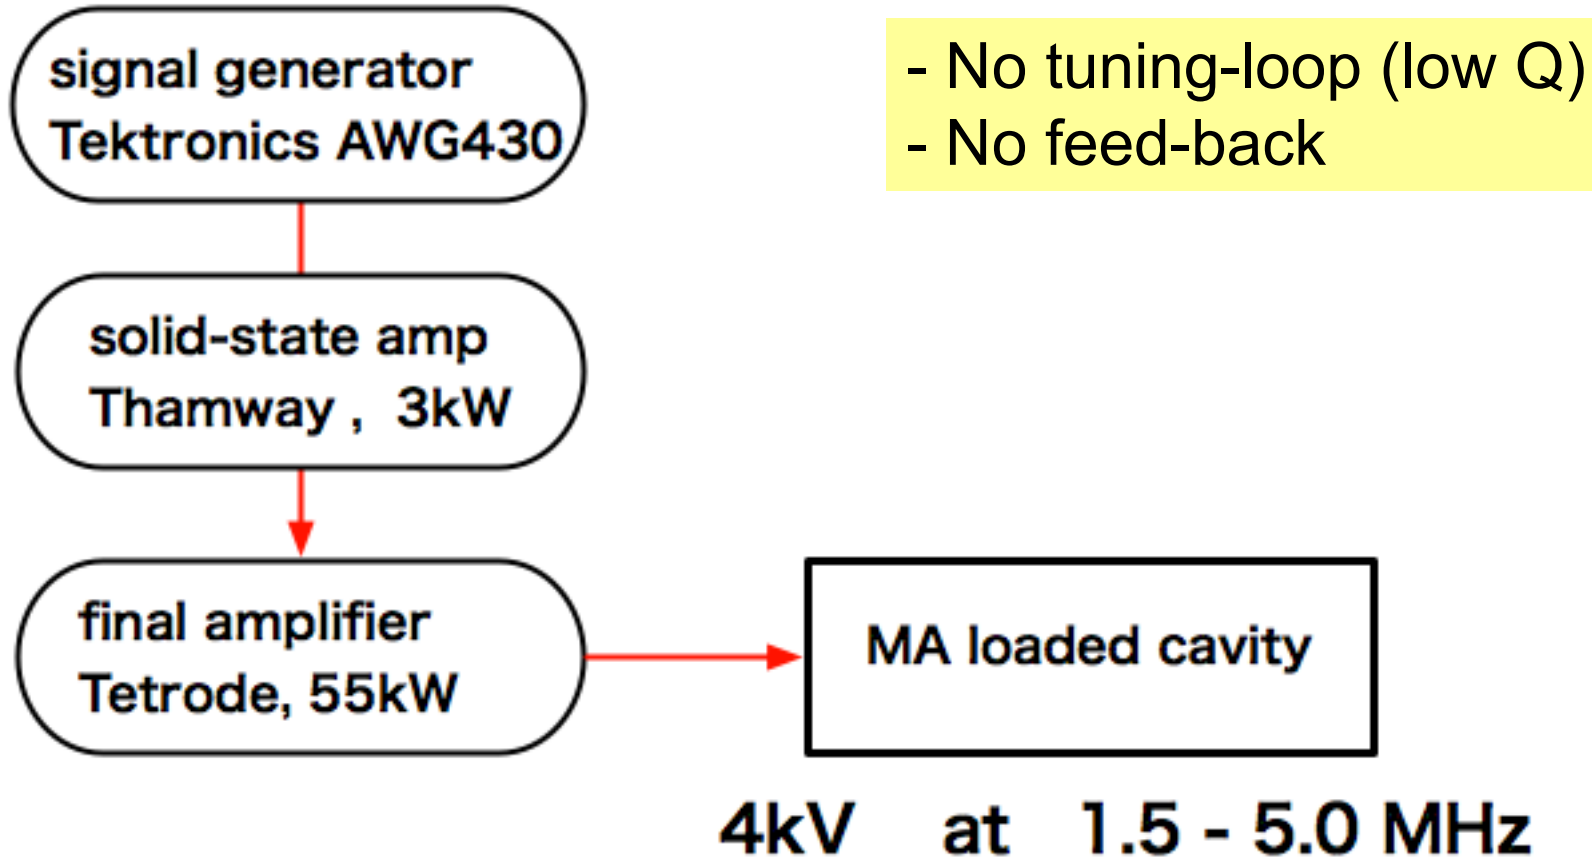 signal generator
Tektronics AWG430
- No tuning-loop (low Q)
- No feed-back
solid-state amp
Thamway , 3kW
final amplifier
Tetrode, 55kW
MA loaded cavity
4kV at 1.5 - 5.0 MHz